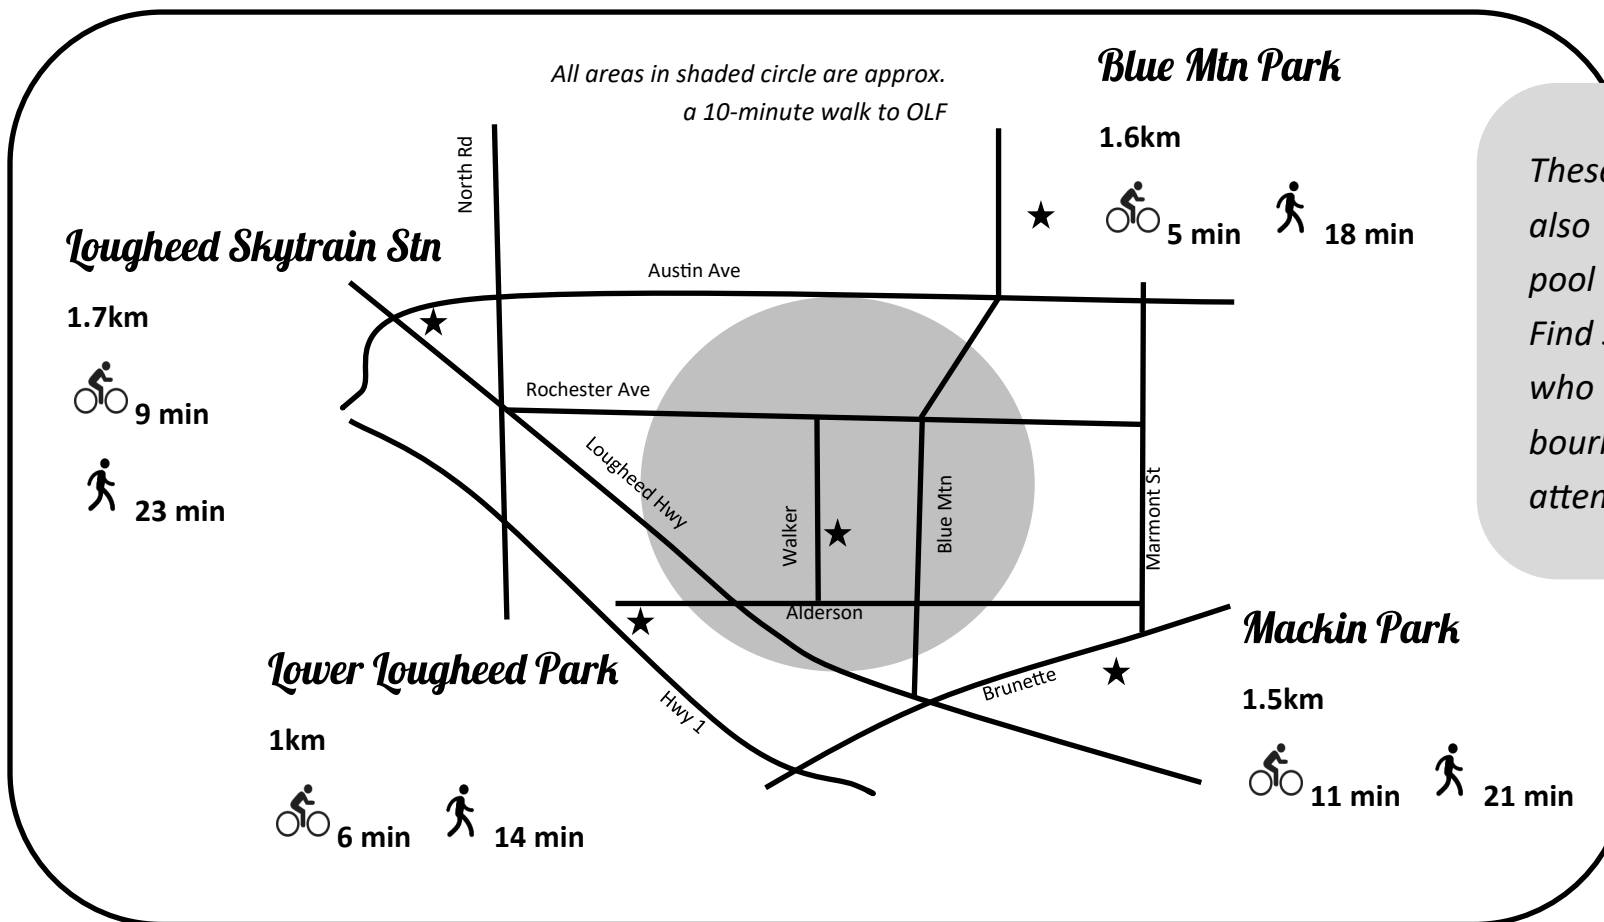 All areas in shaded circle are approx.
a 10-minute walk to OLF
Blue Mtn Park
1.6km
5 min
18 min
North Rd
Lougheed Skytrain Stn
1.7km
9 min
23 min
Austin Ave
Rochester Ave
Lougheed Hwy
Walker
Blue Mtn
Marmont St
Alderson
Brunette
Hwy 1
Lower Lougheed Park
1km
6 min
14 min
Mackin Park
1.5km
11 min
21 min
These
also
pool
Find
who